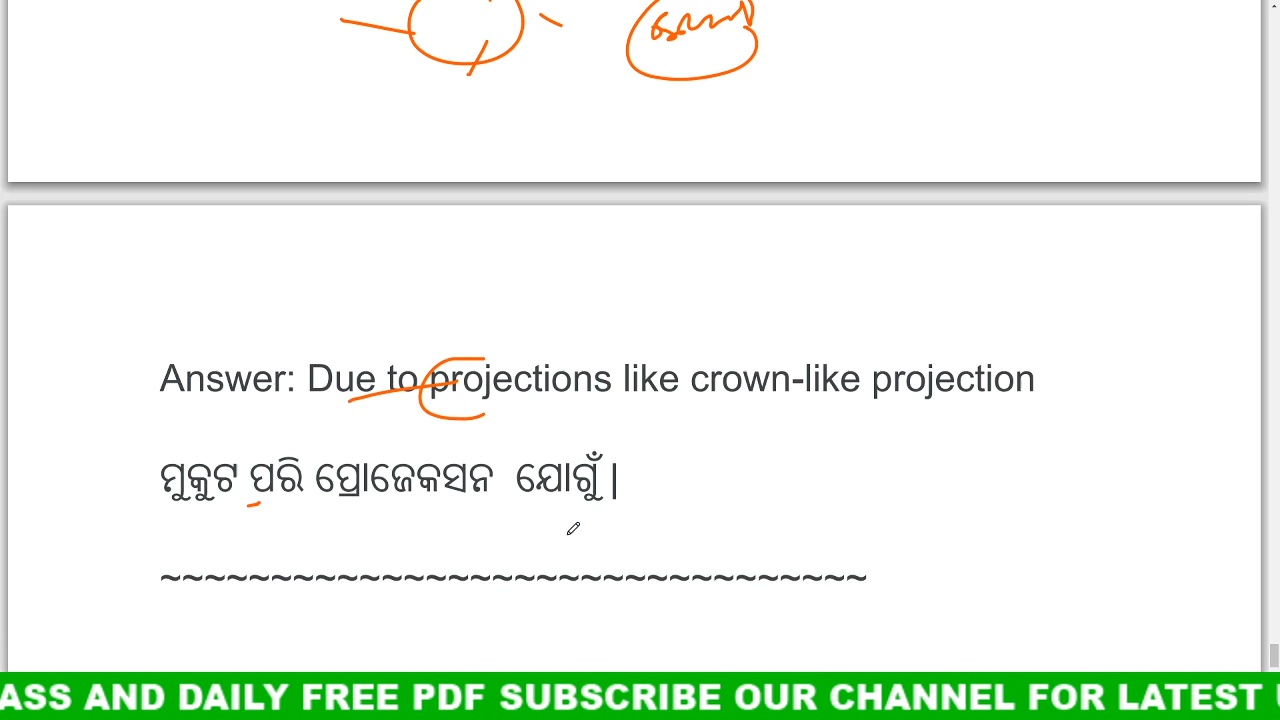 Answer: Due to projections like crown-like projection
ମୁକୁଟ ପରି ପ୍ରୋଜେକସନ ଯୋଗୁଁ |
~~~~~~~~~~~~~~~~~~~~~~~~~~~~~~~~
ASS AND DAILY FREE PDF SUBSCRIBE OUR CHANNEL FOR LATEST